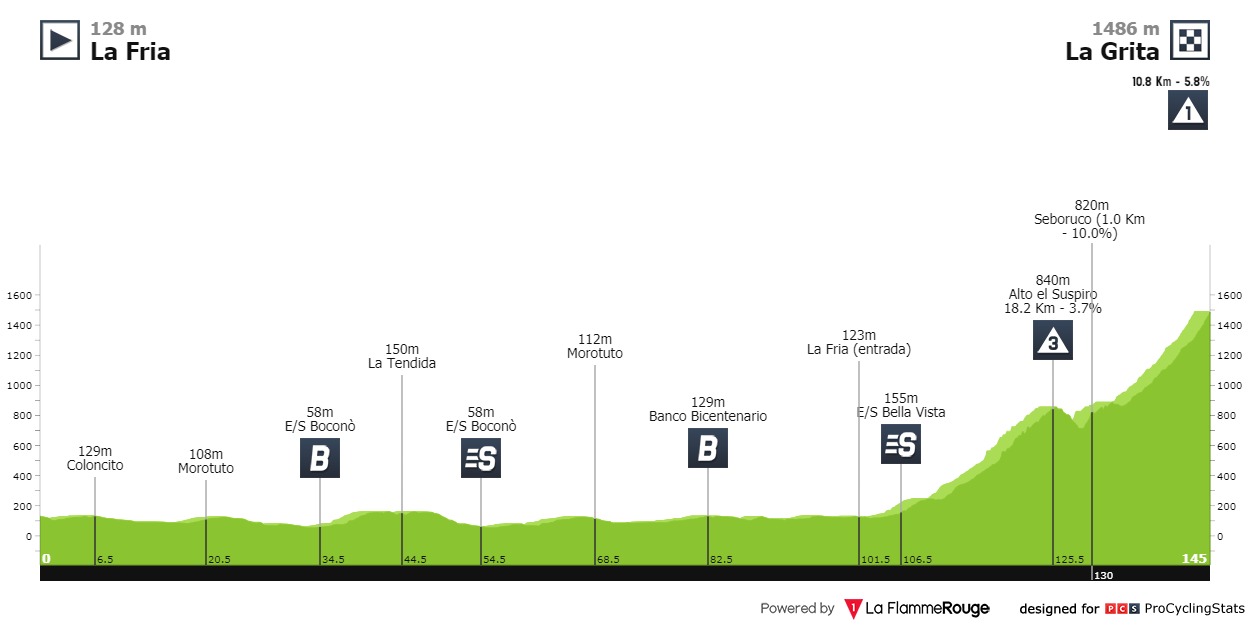 128 m
La Fria
1486 m
La Grita
10.8 Km - 5.8%
1
820m
Seboruco (1.0 Km
- 10.0%)
840m
Alto el Suspiro
18.2 Km - 3.7%
3
123m
La Fria (entrada)
112m
Morotuto
150m
La Tendida
129m
Banco Bicentenario
B
155m
E/S Bella Vista
S
58m
E/S Boconò
B
58m
E/S Boconò
S
129m
Coloncito
108m
Morotuto
1600
1400
1200
1000
800
600
400
200
0
1600
1400
1200
1000
800
600
400
200
0
0
6.5
20.5
34.5
44.5
54.5
68.5
82.5
101.5
106.5
125.5
145
130
Powered by 1 La FlammeRouge designed for PCS ProCyclingStats